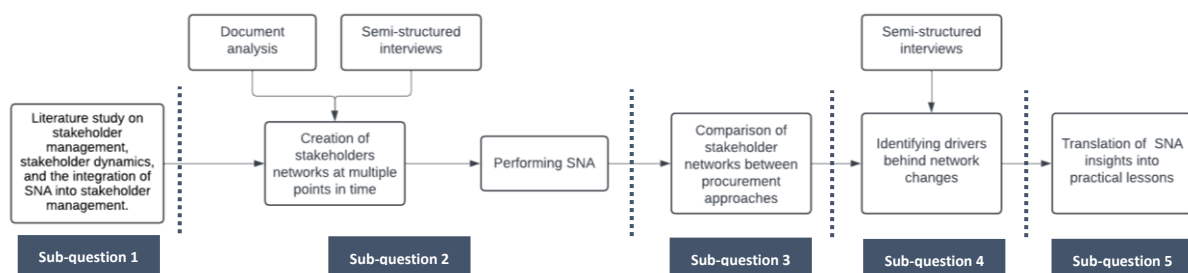 Document
analysis
Semi-structured
interviews
Semi-structured
interviews
Literature study on
stakeholder
management,
stakeholder dynamics,
and the integration of
SNA into stakeholder
management.
Creation of
stakeholders
networks at multiple
points in time
Performing SNA
Comparison of
stakeholder
networks between
procurement
approaches
Identifying drivers
behind network
changes
Translation of SNA
insights into
practical lessons
Sub-question 1
Sub-question 2
Sub-question 3
Sub-question 4
Sub-question 5